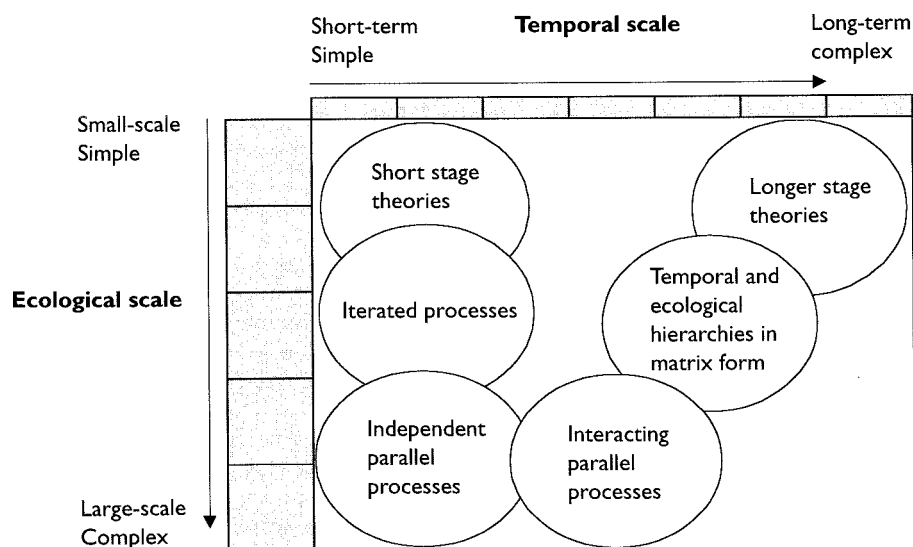 Short-term
Simple
Temporal scale
Long-term
complex
Small-scale
Simple
Short stage
theories
Longer stage
theories
Ecological scale
Iterated processes
Temporal and
ecological
hierarchies in
matrix form
Independent
parallel
processes
Interacting
parallel
processes
Large-scale
Complex